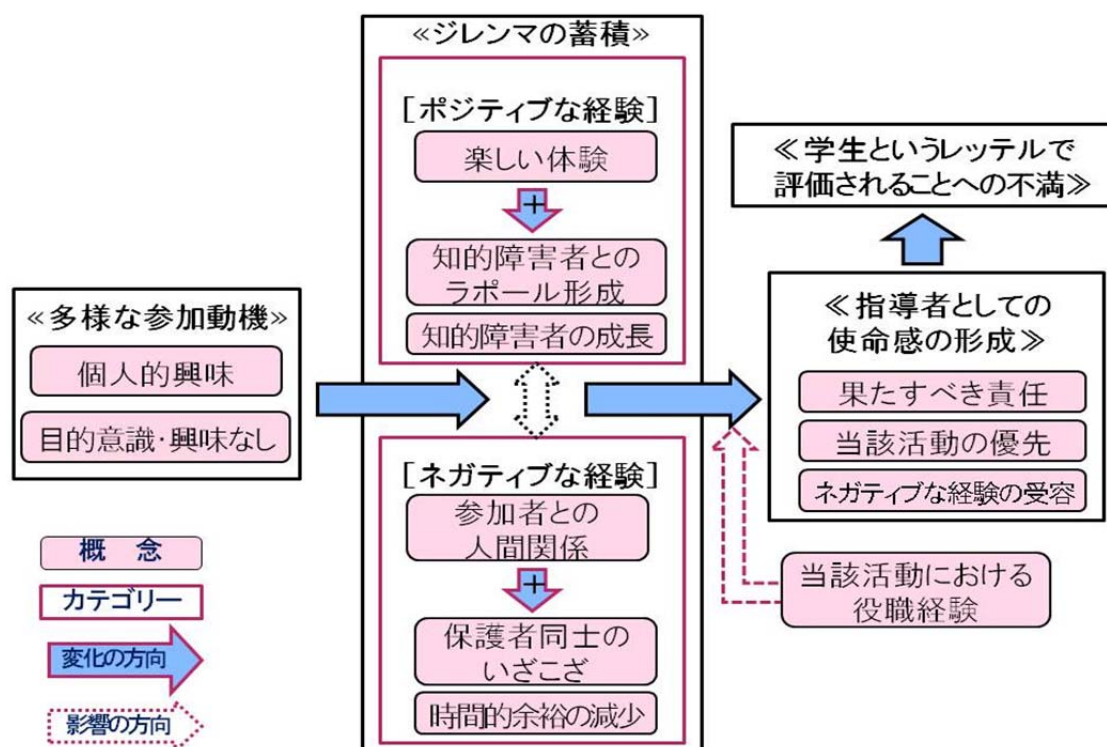 ≪多様な参加動機≫
個人的興味
目的意識・興味なし
≪ジレンマの蓄積≫
[ポジティブな経験]
楽しい体験
+
知的障害者との
ラポール形成
知的障害者の成長
[ネガティブな経験]
参加者との
人間関係
+
保護者同士の
いざこざ
時間的余裕の減少
≪学生というレッテルで
評価されることへの不満≫
≪指導者としての
使命感の形成≫
果たすべき責任
当該活動の優先
ネガティブな経験の受容
当該活動における
役職経験
概 念
カテゴリー
変化の方向
影響の方向